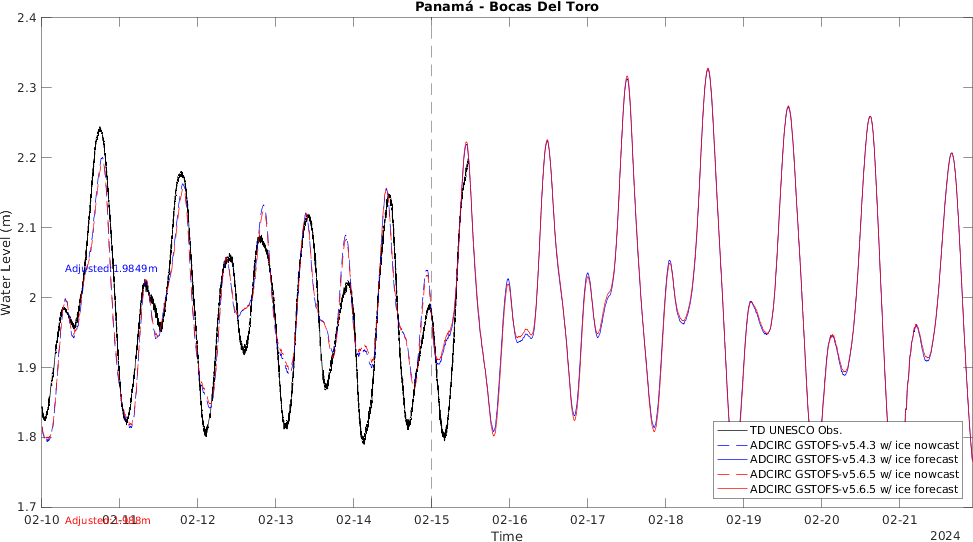 Panamá - Bocas Del Toro
Water Level (m)
2.4
2.3
2.2
2.1
2
1.9
1.8
1.7
Adjusted:1.9849m
TD UNESCO Obs.
ADCIRC GSTOFS-v5.4.3 w/ ice nowcast
ADCIRC GSTOFS-v5.4.3 w/ ice forecast
ADCIRC GSTOFS-v5.6.5 w/ ice nowcast
ADCIRC GSTOFS-v5.6.5 w/ ice forecast
02-10 02-11 02-12 02-13 02-14 02-15 02-16 02-17 02-18 02-19 02-20 02-21
Time
2024